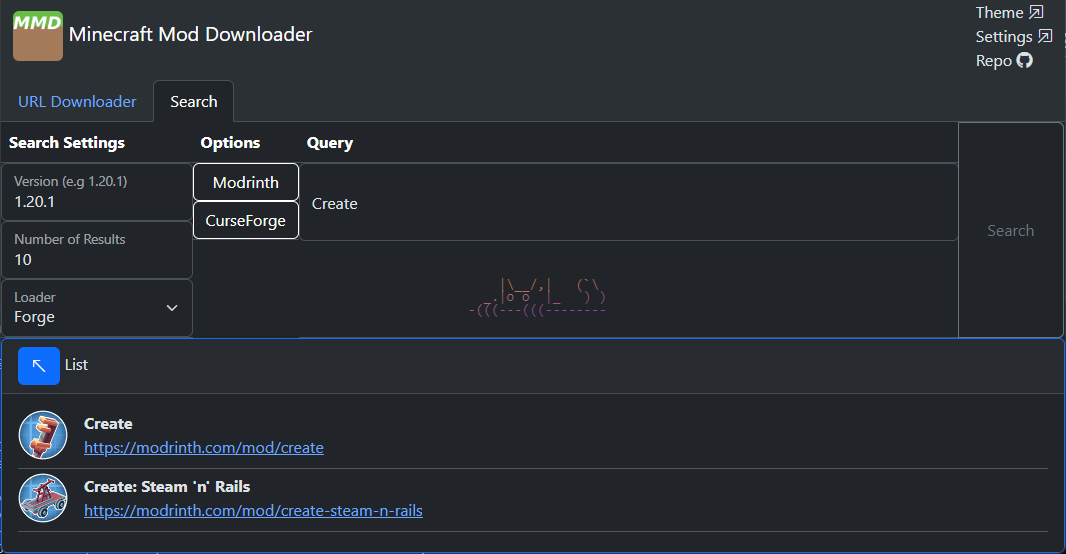 MMD
Minecraft Mod Downloader
Theme
Settings
Repo
URL Downloader
Search
Search Settings
Options
Query
Version (e.g 1.20.1)
1.20.1
Modrinth
CurseForge
Create
Search
Number of Results
10
Loader
Forge
|\__/,|   (`\
_.|o o  |_   ) )
-(((---(((--------
List
Create
https://modrinth.com/mod/create
Create: Steam 'n' Rails
https://modrinth.com/mod/create-steam-n-rails